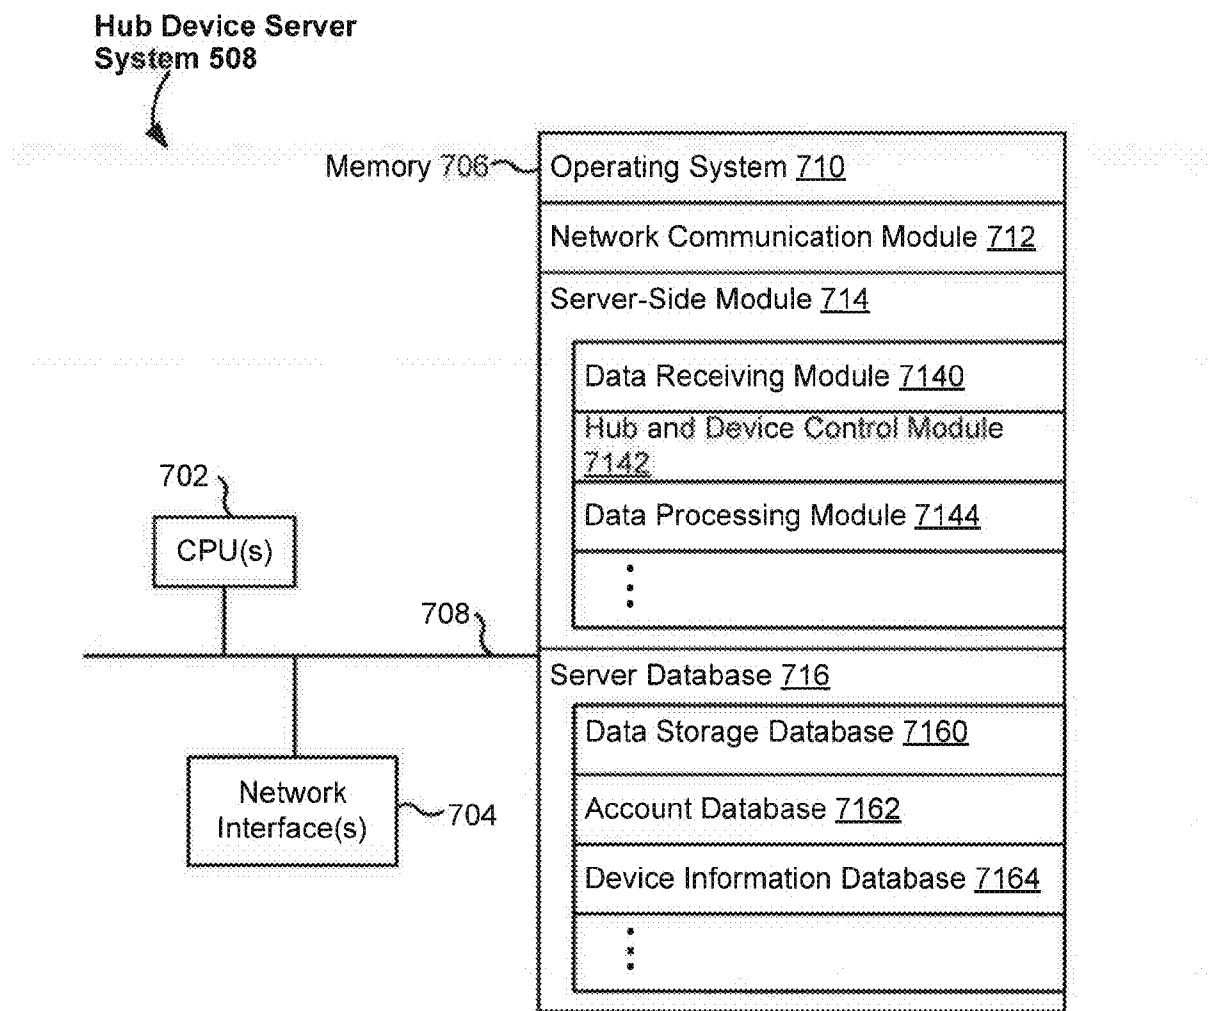 Hub Device Server
System 508
Memory 706
Operating System 710
Network Communication Module 712
Server-Side Module 714
Data Receiving Module 7140
Hub and Device Control Module
7142
Data Processing Module 7144
702
CPU(s)
708
Server Database 716
Data Storage Database 7160
Network
Interface(s)
704
Account Database 7162
Device Information Database 7164